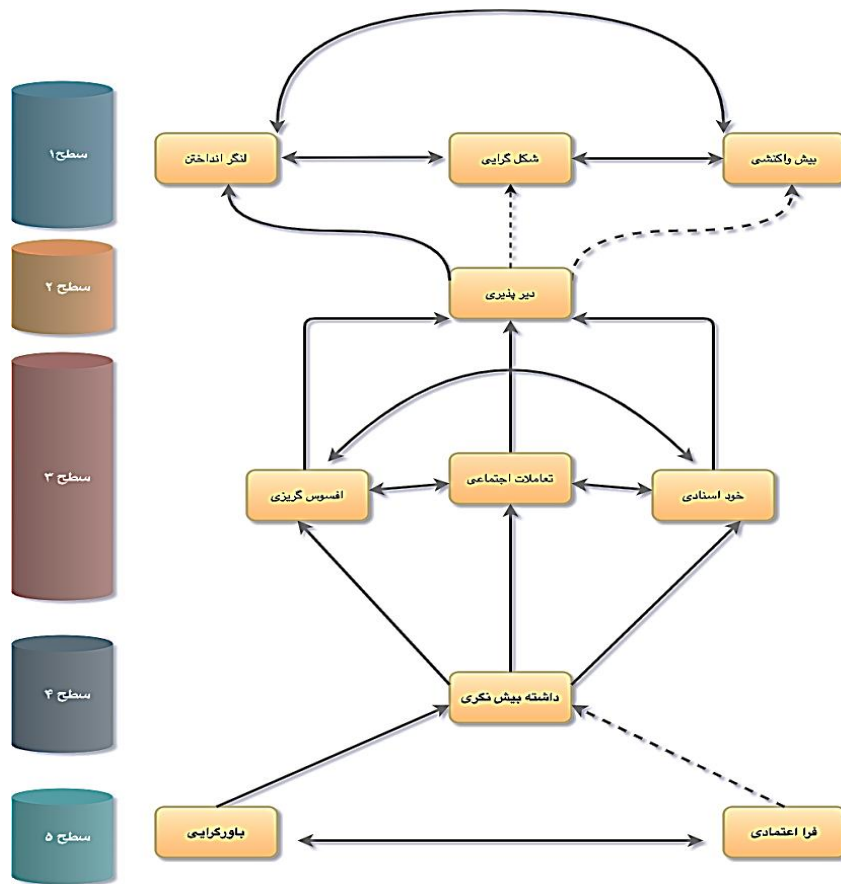 سطح۱
بیش واکنشی
شکل گرایی
لنگر انداختن
سطح ۲
دیر پذیری
سطح ۳
خود اسنادی
تعاملات اجتماعی
افسوس گریزی
سطح ۴
داشته بیش نگری
سطح ۵
فرا اعتمادی
باورگرایی